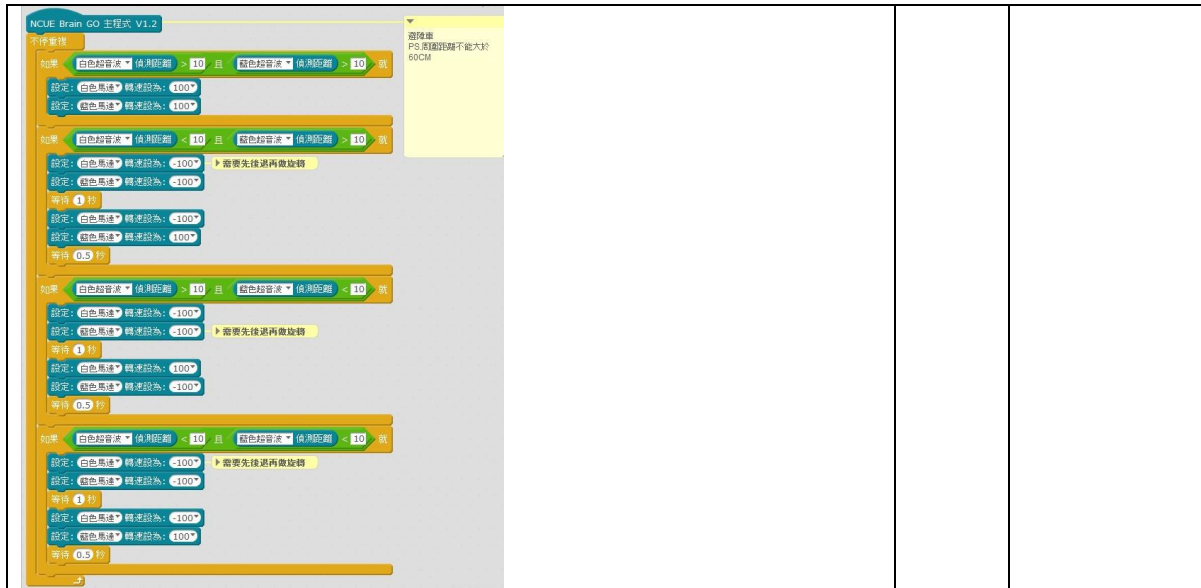 NCUE Brain GO 主程式 V1.2
不停重複
如果 白色超音波 偵測距離 > 10 且 藍色超音波 偵測距離 > 10 就
設定: 白色馬達 轉速設為: 100
設定: 藍色馬達 轉速設為: 100
如果 白色超音波 偵測距離 < 10 且 藍色超音波 偵測距離 > 10 就
設定: 白色馬達 轉速設為: -100 需要先後退再做旋轉
設定: 藍色馬達 轉速設為: -100
等待 1 秒
設定: 白色馬達 轉速設為: -100
設定: 藍色馬達 轉速設為: 100
等待 0.5 秒
如果 白色超音波 偵測距離 > 10 且 藍色超音波 偵測距離 < 10 就
設定: 白色馬達 轉速設為: -100
設定: 藍色馬達 轉速設為: -100 需要先後退再做旋轉
等待 1 秒
設定: 白色馬達 轉速設為: 100
設定: 藍色馬達 轉速設為: -100
等待 0.5 秒
如果 白色超音波 偵測距離 < 10 且 藍色超音波 偵測距離 < 10 就
設定: 白色馬達 轉速設為: -100 需要先後退再做旋轉
設定: 藍色馬達 轉速設為: -100
等待 1 秒
設定: 白色馬達 轉速設為: -100
設定: 藍色馬達 轉速設為: 100
等待 0.5 秒
避障車
PS.周圍距離不能大於
60CM